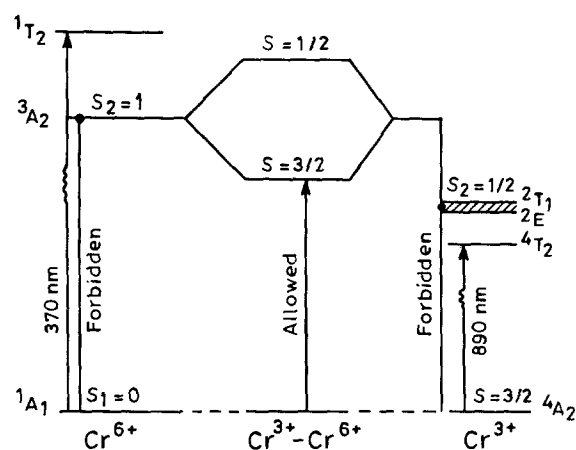 ¹T₂
S = 1/2
³A₂
S₂ = 1
S = 3/2
S₂ = 1/2
²T₁
²E
⁴T₂
370 nm
Forbidden
Allowed
Forbidden
890 nm
¹A₁
S₁ = 0
S = 3/2
⁴A₂
Cr⁶⁺
Cr³⁺ – Cr⁶⁺
Cr³⁺